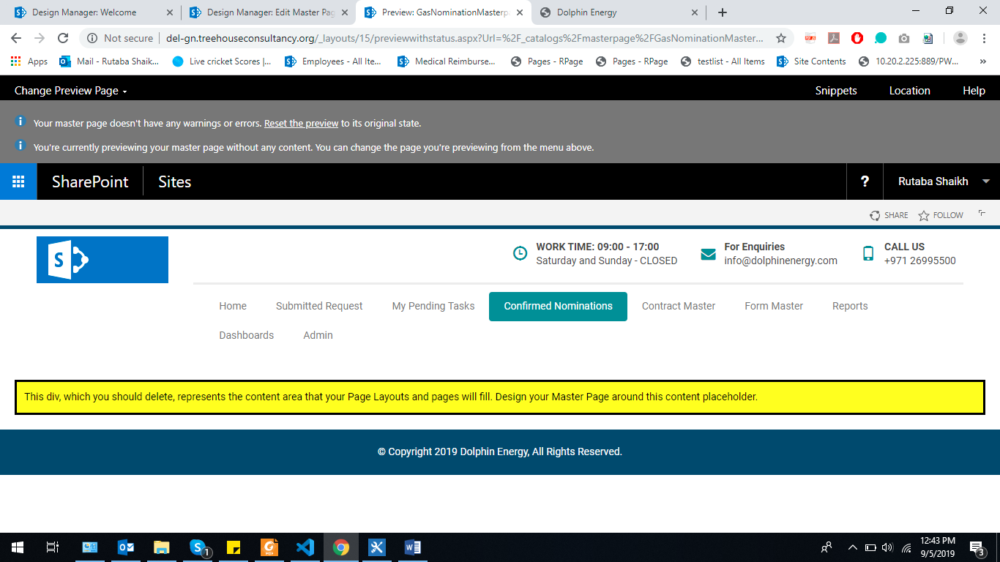 Design Manager: Welcome
Design Manager: Edit Master Pag
Preview: GasNominationMasterp
Dolphin Energy
Not secure
del-gn.treehouseconsultancy.org/_layouts/15/previewwithstatus.aspx?Url=%2F_catalogs%2Fmasterpage%2FGasNominationMaster...
Apps
Mail - Rutaba Shaik...
Live cricket Scores |...
Employees - All Ite...
Medical Reimburse...
Pages - RPage
Pages - RPage
testlist - All Items
Site Contents
10.20.2.225:889/PW...
»
Change Preview Page
Snippets
Location
Help
Your master page doesn't have any warnings or errors. Reset the preview to its original state.
You're currently previewing your master page without any content. You can change the page you're previewing from the menu above.
SharePoint
Sites
?
Rutaba Shaikh
SHARE
FOLLOW
S
WORK TIME: 09:00 - 17:00
Saturday and Sunday - CLOSED
For Enquiries
info@dolphinenergy.com
CALL US
+971 26995500
Home
Submitted Request
My Pending Tasks
Confirmed Nominations
Contract Master
Form Master
Reports
Dashboards
Admin
This div, which you should delete, represents the content area that your Page Layouts and pages will fill. Design your Master Page around this content placeholder.
© Copyright 2019 Dolphin Energy, All Rights Reserved.
1
12:43 PM
9/5/2019
3